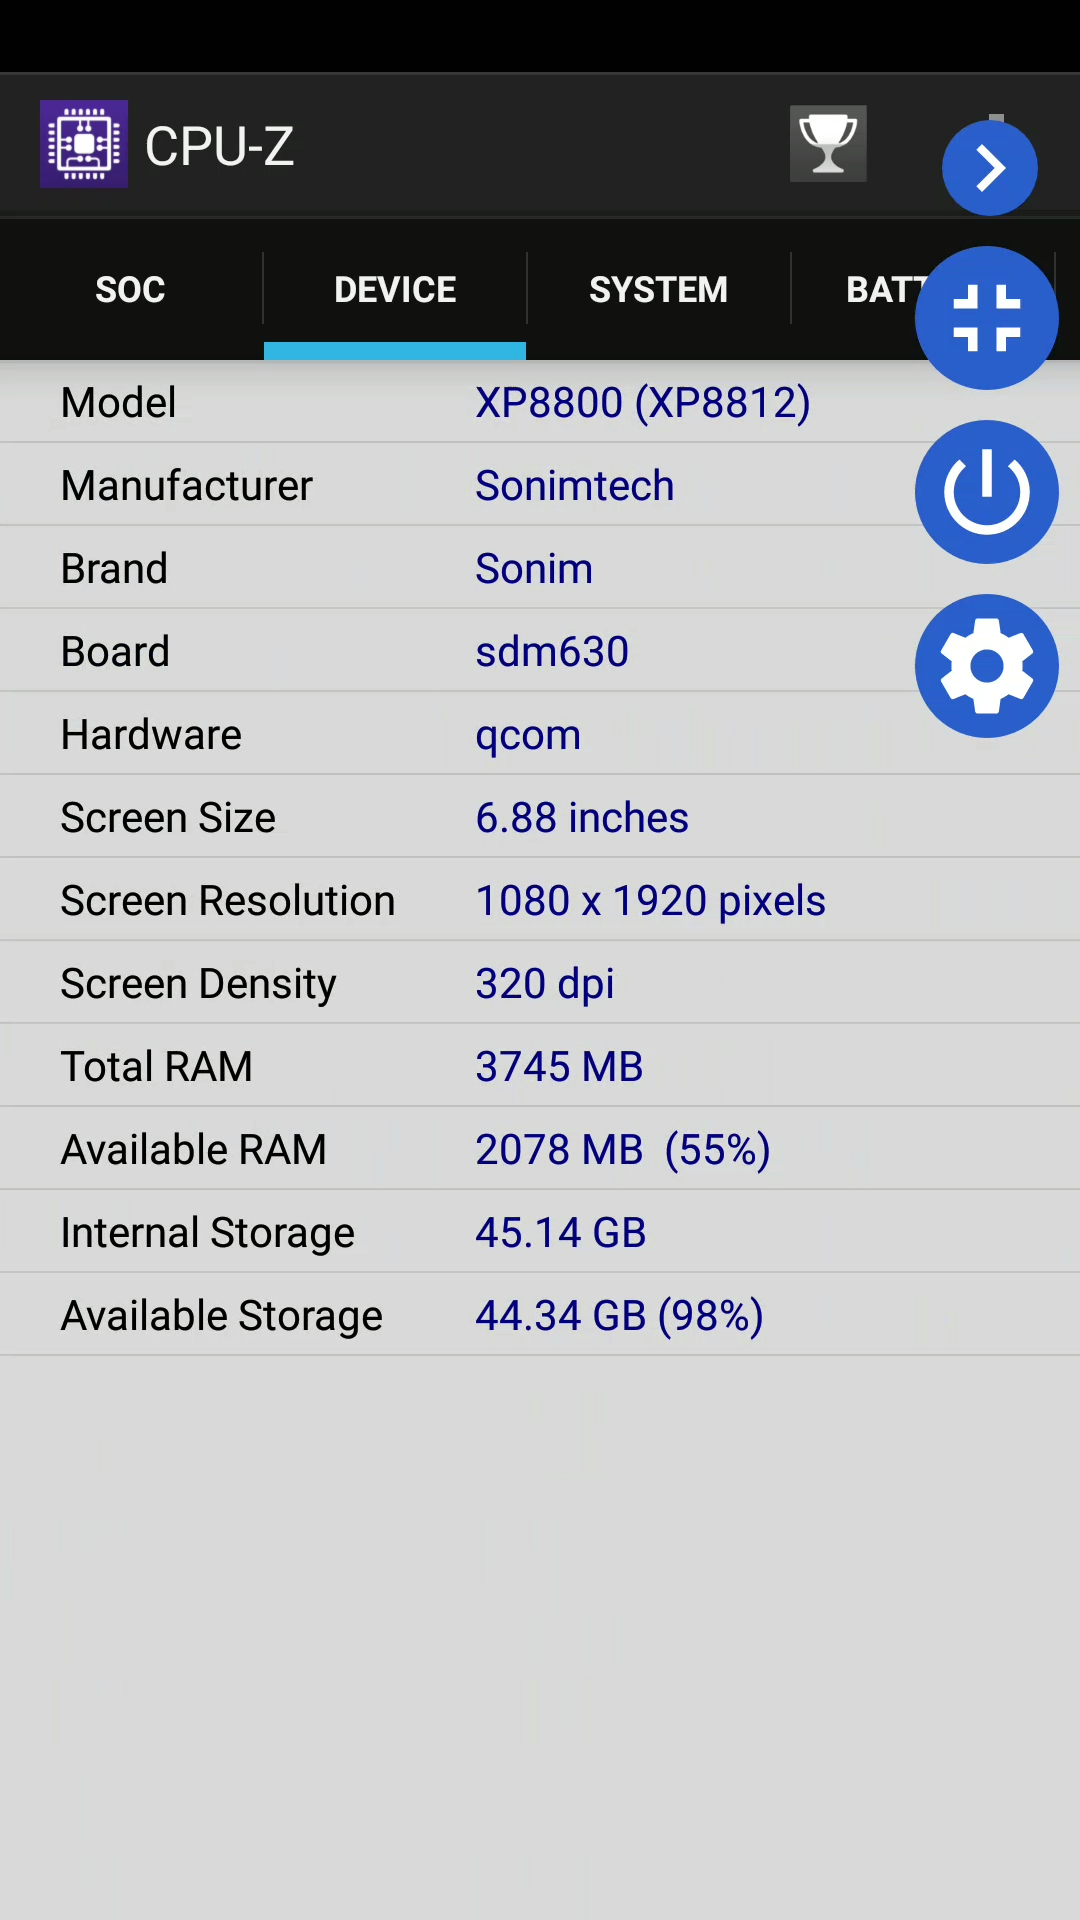 CPU-Z
SOC DEVICE SYSTEM BATT
Model XP8800 (XP8812)
Manufacturer Sonimtech
Brand Sonim
Board sdm630
Hardware qcom
Screen Size 6.88 inches
Screen Resolution 1080 x 1920 pixels
Screen Density 320 dpi
Total RAM 3745 MB
Available RAM 2078 MB (55%)
Internal Storage 45.14 GB
Available Storage 44.34 GB (98%)